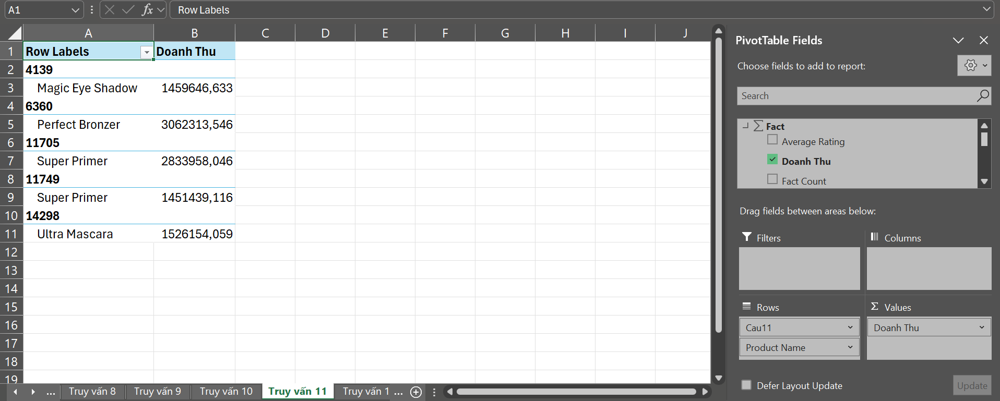 A1
fx
Row Labels
A B C D E F G H I J
1 Row Labels Doanh Thu
2 4139
3 Magic Eye Shadow 1459646,633
4 6360
5 Perfect Bronzer 3062313,546
6 11705
7 Super Primer 2833958,046
8 11749
9 Super Primer 1451439,116
10 14298
11 Ultra Mascara 1526154,059
12
13
14
15
16
17
18
19
... Truy vấn 8 Truy vấn 9 Truy vấn 10 Truy vấn 11 Truy vấn 1 ...
PivotTable Fields
Choose fields to add to report:
Search
Σ Fact
Average Rating
Doanh Thu
Fact Count
Drag fields between areas below:
Filters
Columns
Rows
Cau11
Product Name
Σ Values
Doanh Thu
Defer Layout Update
Update